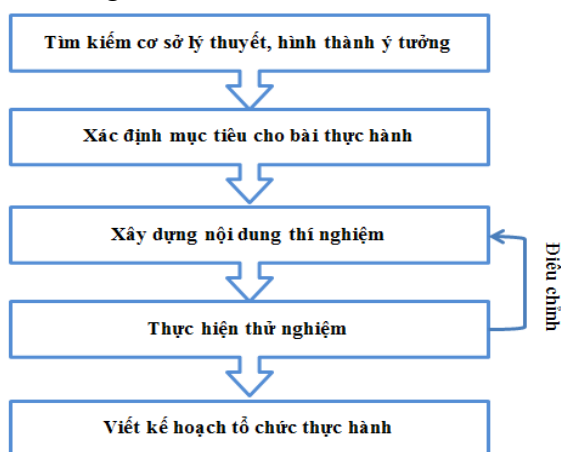 Tìm kiếm cơ sở lý thuyết, hình thành ý tưởng
Xác định mục tiêu cho bài thực hành
Xây dựng nội dung thí nghiệm
Điều chỉnh
Thực hiện thử nghiệm
Viết kế hoạch tổ chức thực hành